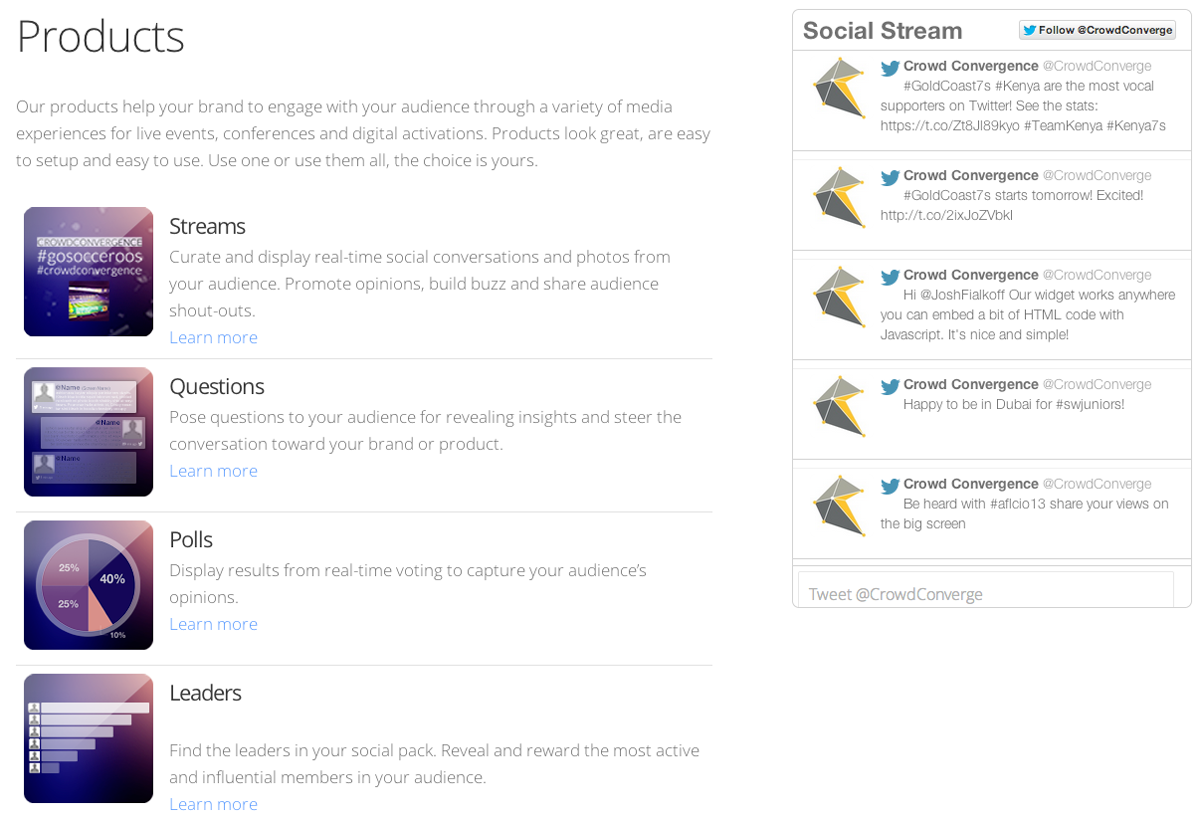 Products
Our products help your brand to engage with your audience through a variety of media
experiences for live events, conferences and digital activations. Products look great, are easy
to setup and easy to use. Use one or use them all, the choice is yours.
CROWDCONVERGENCE
#gosocceroos
#crowdconvergence
Streams
Curate and display real-time social conversations and photos from
your audience. Promote opinions, build buzz and share audience
shout-outs.
Learn more
@Name
@Name
@Name
Questions
Pose questions to your audience for revealing insights and steer the
conversation toward your brand or product.
Learn more
25%
40%
25%
10%
Polls
Display results from real-time voting to capture your audience’s
opinions.
Learn more
Leaders
Find the leaders in your social pack. Reveal and reward the most active
and influential members in your audience.
Learn more
Social Stream
Follow @CrowdConverge
Crowd Convergence @CrowdConverge
#GoldCoast7s #Kenya are the most vocal
supporters on Twitter! See the stats:
https://t.co/Zt8Jl89kyo #TeamKenya #Kenya7s
Crowd Convergence @CrowdConverge
#GoldCoast7s starts tomorrow! Excited!
http://t.co/2ixJoZVbkl
Crowd Convergence @CrowdConverge
Hi @JoshFialkoff Our widget works anywhere
you can embed a bit of HTML code with
Javascript. It's nice and simple!
Crowd Convergence @CrowdConverge
Happy to be in Dubai for #swjuniors!
Crowd Convergence @CrowdConverge
Be heard with #aflcio13 share your views on
the big screen
Tweet @CrowdConverge